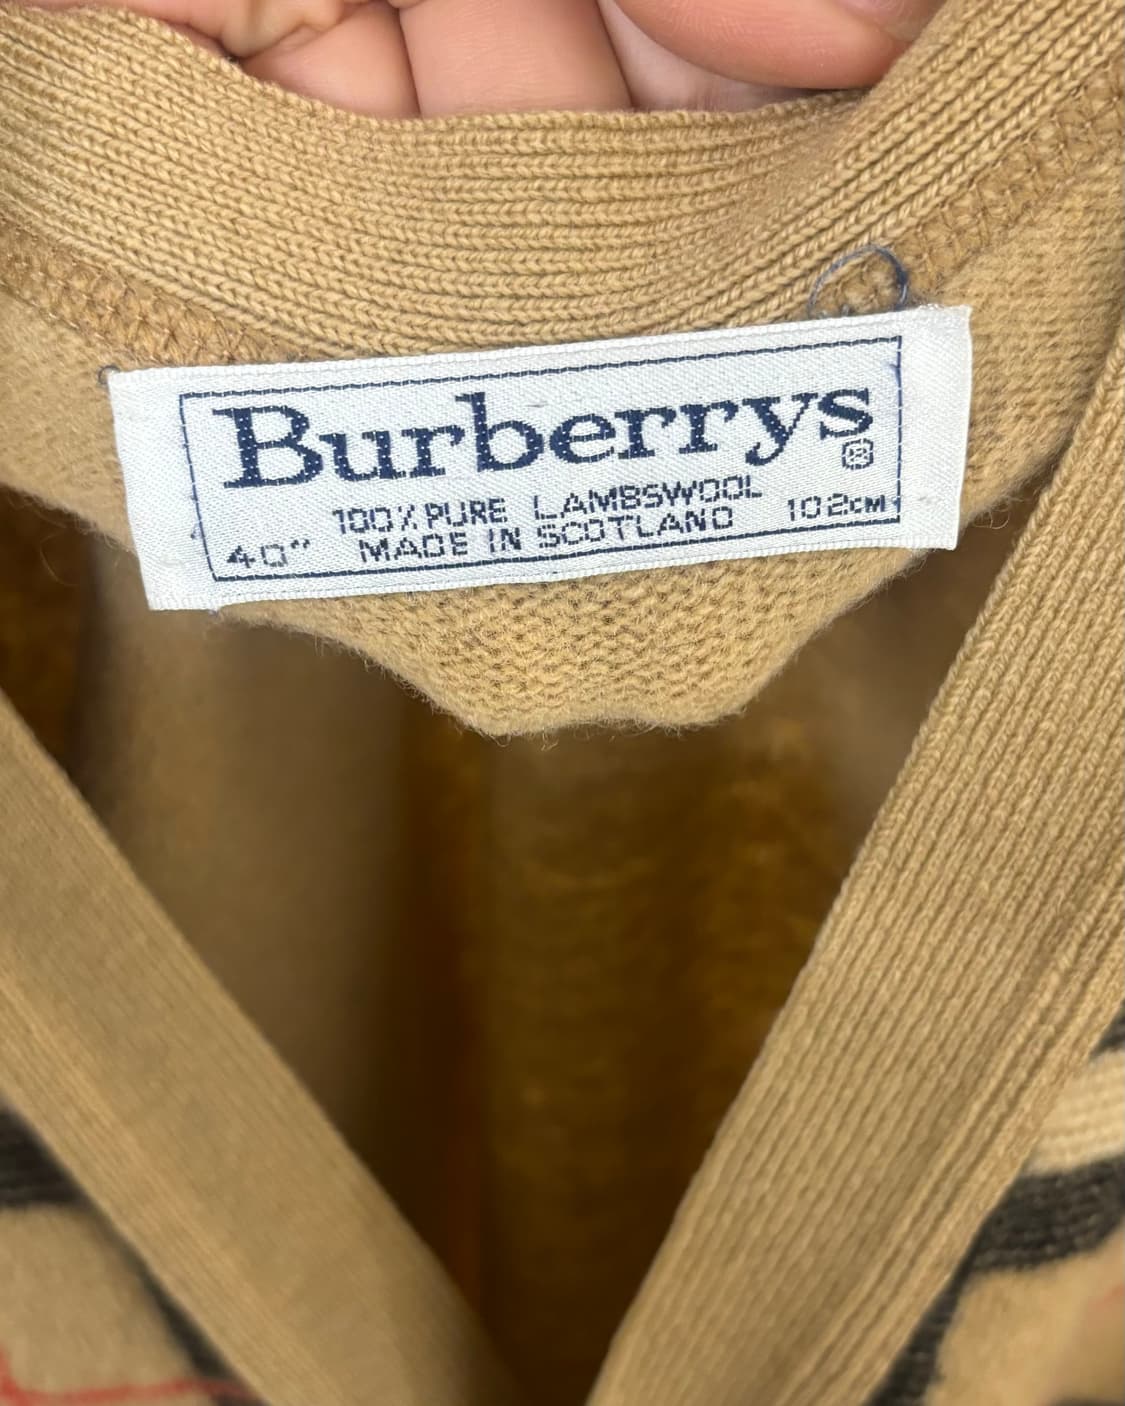 Burberrys
®
100% PURE LAMBSWOOL
40" MADE IN SCOTLAND 102CM